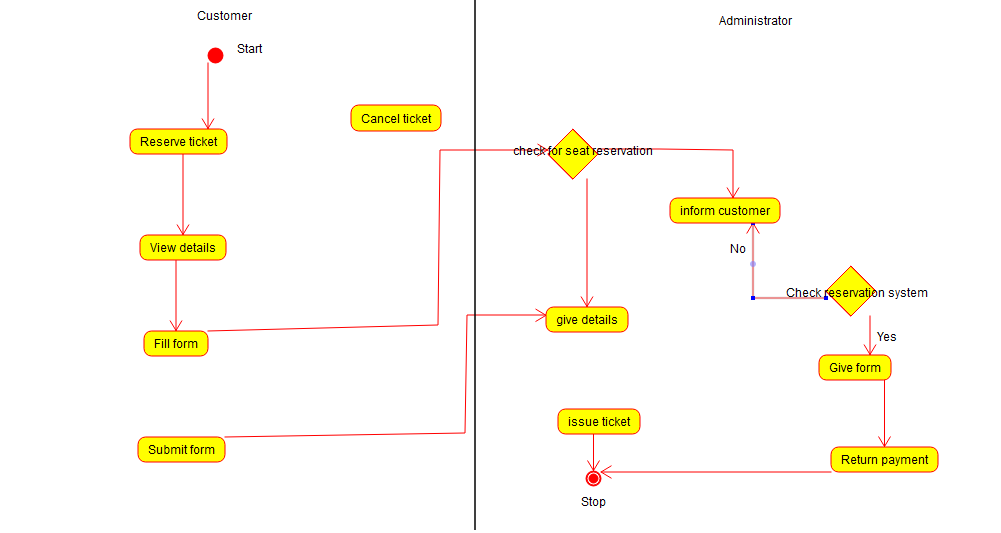 Customer
Administrator
Start
Cancel ticket
Reserve ticket
check for seat reservation
inform customer
View details
No
Check reservation system
give details
Yes
Fill form
Give form
issue ticket
Submit form
Return payment
Stop